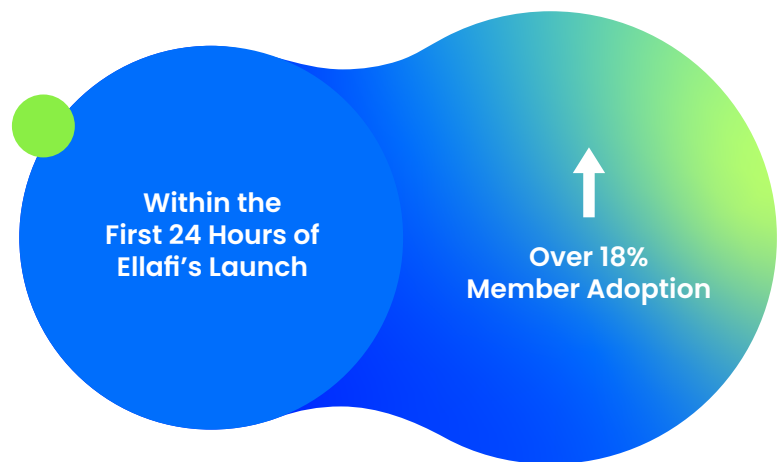 Within the
First 24 Hours of
Ellafi’s Launch
Over 18%
Member Adoption